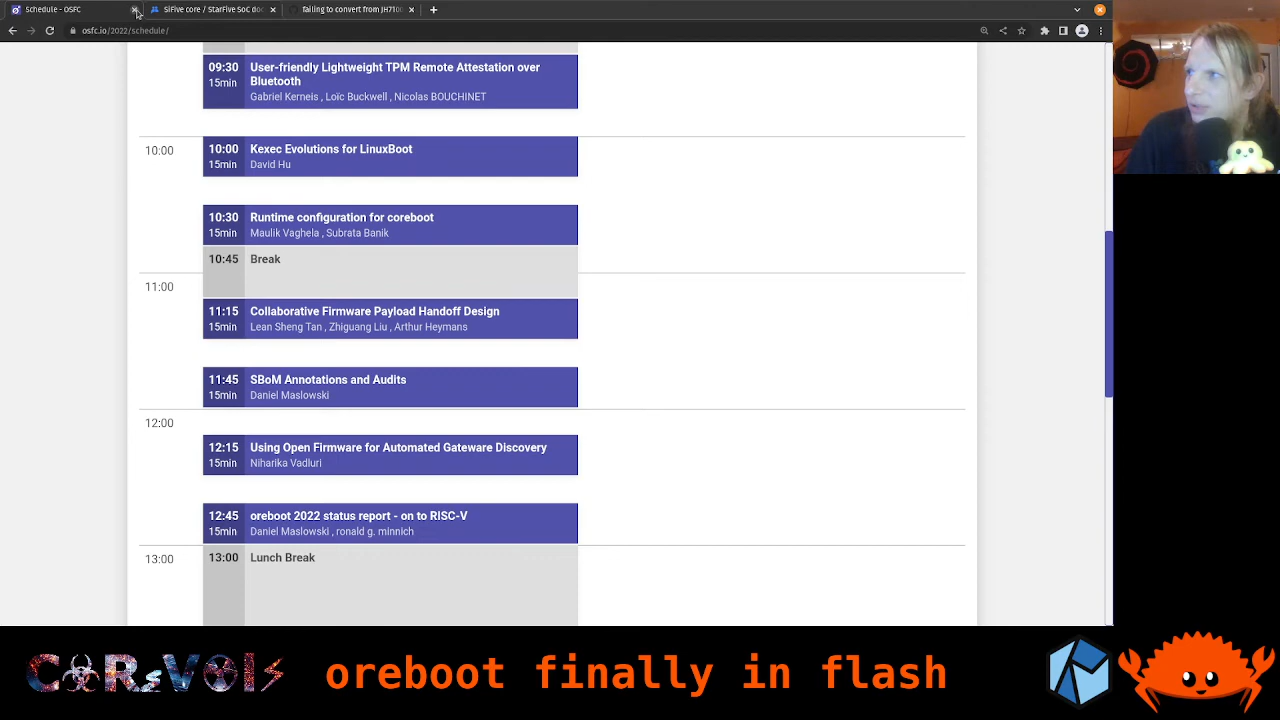 Schedule - OSFC
SiFive core / StarFive SoC doc
failing to convert from JH7100
osfc.io/2022/schedule/
09:30
15min
User-friendly Lightweight TPM Remote Attestation over
Bluetooth
Gabriel Kerneis , Loïc Buckwell , Nicolas BOUCHINET
10:00
10:00
15min
Kexec Evolutions for LinuxBoot
David Hu
10:30
15min
Runtime configuration for coreboot
Maulik Vaghela , Subrata Banik
10:45
Break
11:00
11:15
15min
Collaborative Firmware Payload Handoff Design
Lean Sheng Tan , Zhiguang Liu , Arthur Heymans
11:45
15min
SBoM Annotations and Audits
Daniel Maslowski
12:00
12:15
15min
Using Open Firmware for Automated Gateware Discovery
Niharika Vadluri
12:45
15min
oreboot 2022 status report - on to RISC-V
Daniel Maslowski , ronald g. minnich
13:00
13:00
Lunch Break
oreboot finally in flash